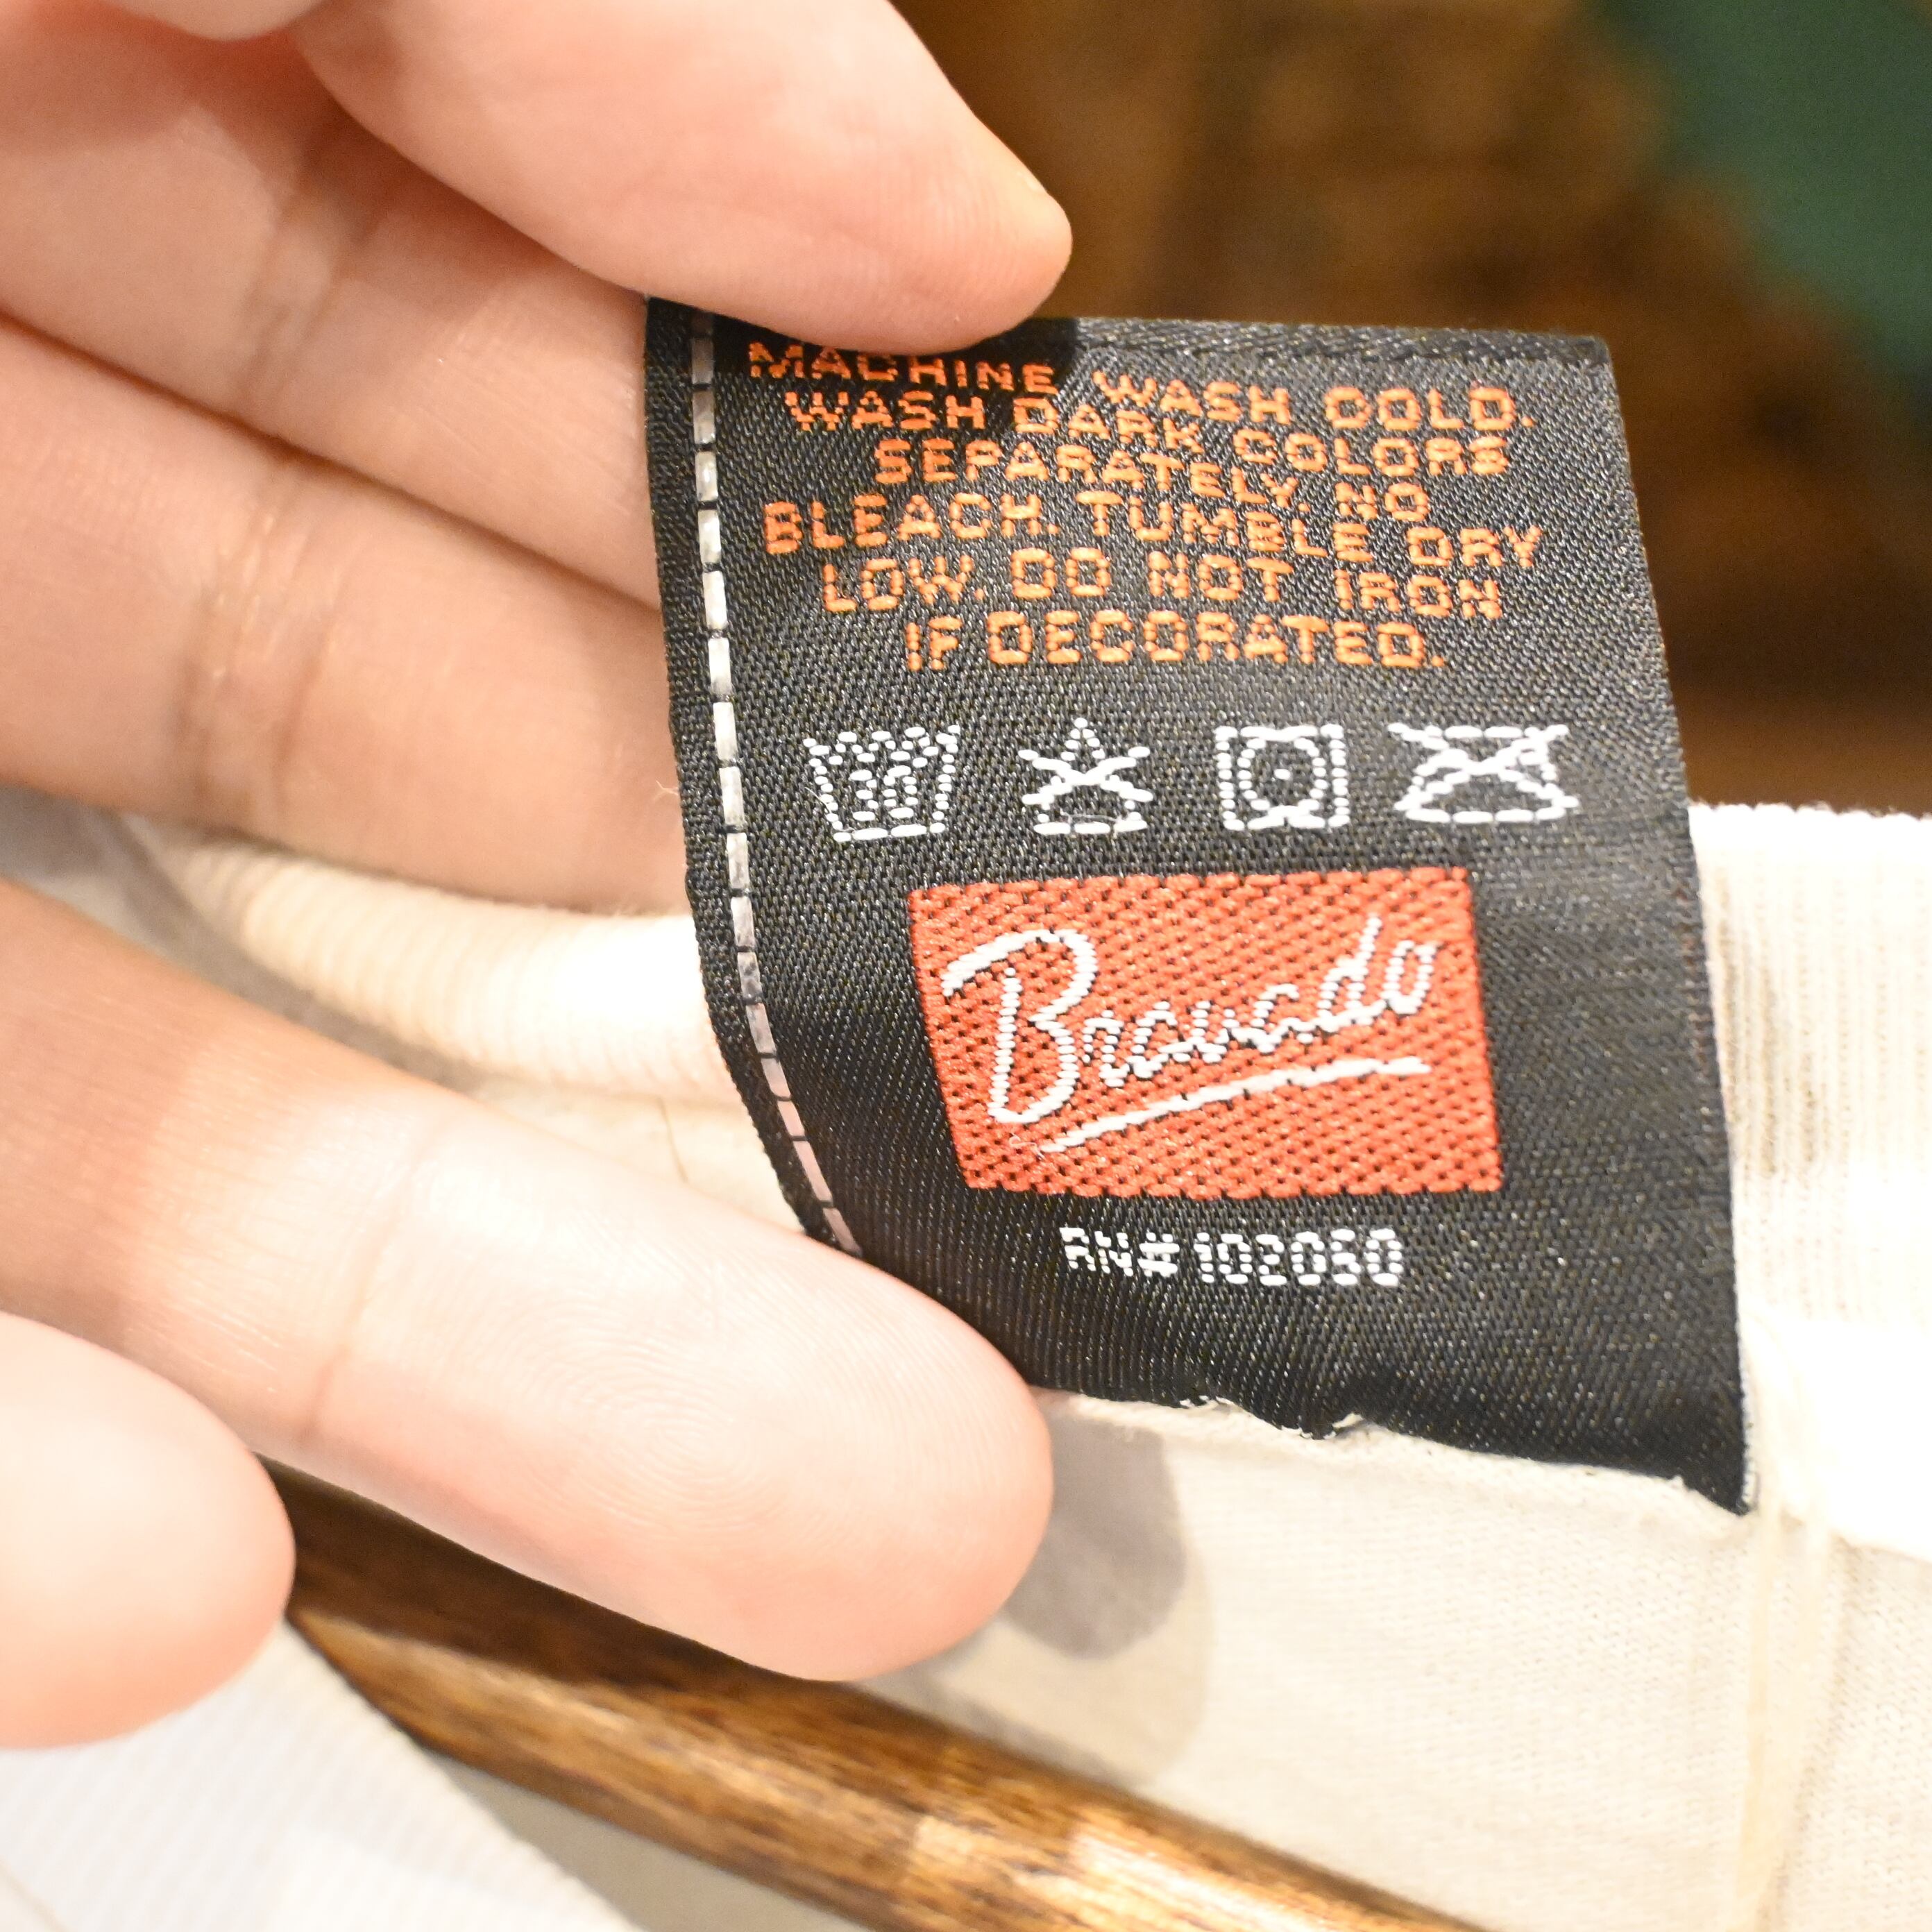 MACHINE WASH COLD.
WASH DARK COLORS
SEPARATELY. NO
BLEACH. TUMBLE DRY
LOW. DO NOT IRON
IF DECORATED.
Bravado
RN# 102050